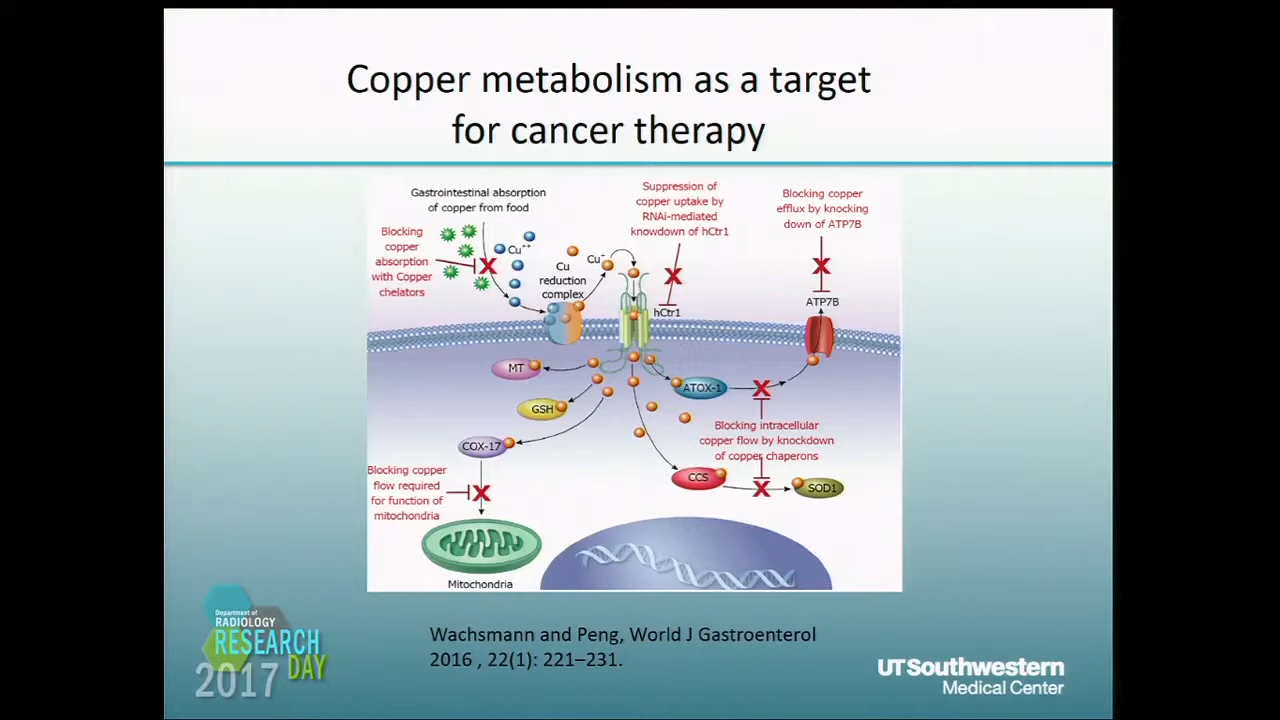 Copper metabolism as a target
for cancer therapy
Gastrointestinal absorption
of copper from food
Blocking
copper
absorption
with Copper
chelators
Cu++
Cu
reduction
complex
Cu+
Suppression of
copper uptake by
RNAi-mediated
knowdown of hCtr1
hCtr1
Blocking copper
efflux by knocking
down of ATP7B
ATP7B
MT
GSH
COX-17
ATOX-1
Blocking intracellular
copper flow by knockdown
of copper chaperons
CCS
SOD1
Blocking copper
flow required
for function of
mitochondria
Mitochondria
Wachsmann and Peng, World J Gastroenterol
2016 , 22(1): 221–231.
Department of
RADIOLOGY
RESEARCH
DAY
2017
UTSouthwestern
Medical Center